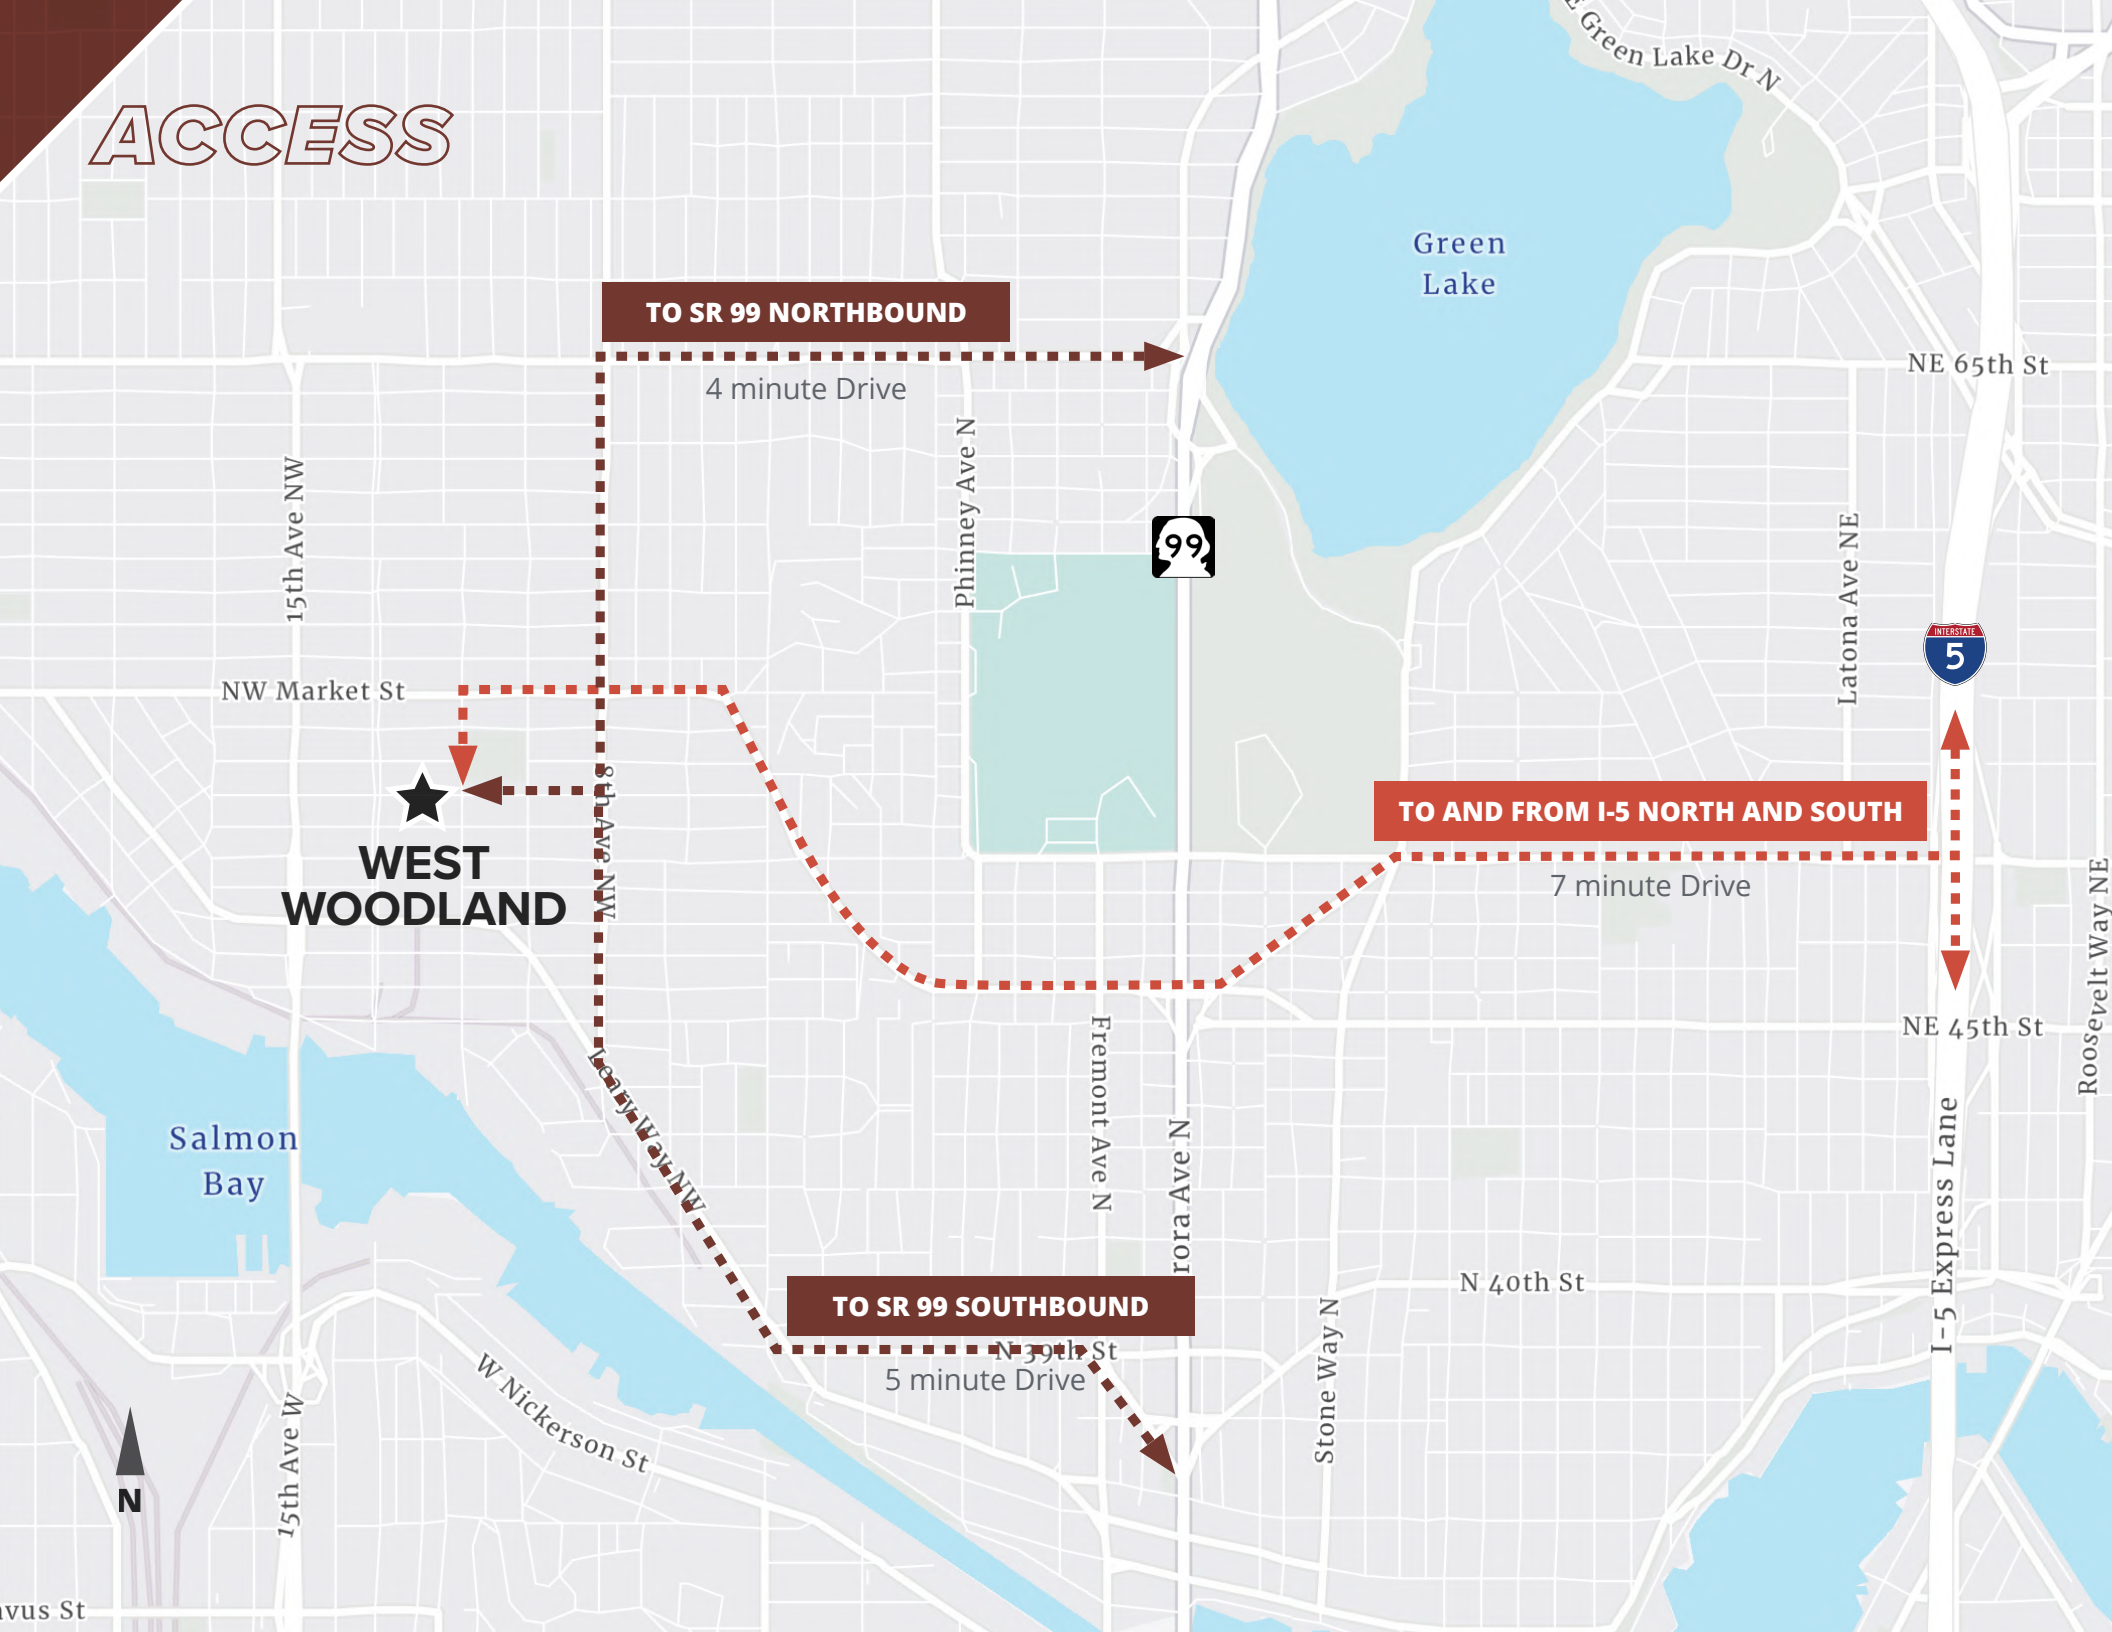 ACCESS
E Green Lake Dr N
Green
Lake
TO SR 99 NORTHBOUND
4 minute Drive
NE 65th St
15th Ave NW
Phinney Ave N
99
Latona Ave NE
INTERSTATE
5
NW Market St
8th Ave NW
TO AND FROM I-5 NORTH AND SOUTH
7 minute Drive
WEST
WOODLAND
Roosevelt Way NE
NE 45th St
Fremont Ave N
rora Ave N
Leary Way NW
Salmon
Bay
I-5 Express Lane
N 40th St
TO SR 99 SOUTHBOUND
N 39th St
5 minute Drive
Stone Way N
W Nickerson St
15th Ave W
N
avus St